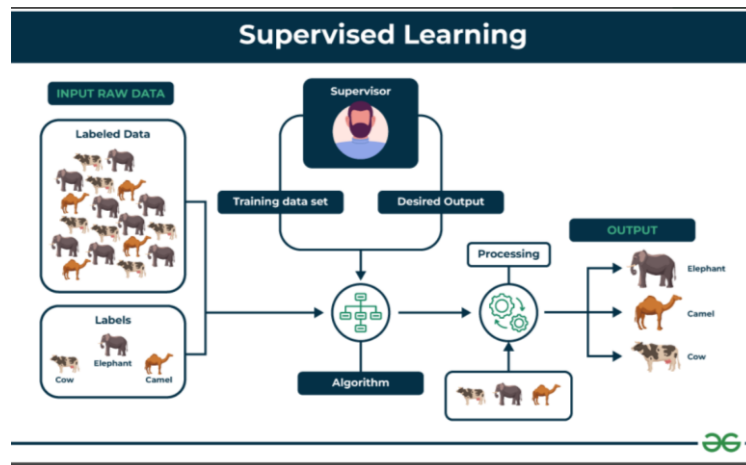 Supervised Learning
INPUT RAW DATA
Labeled Data
Supervisor
Training data set
Desired Output
Labels
Cow
Elephant
Camel
Algorithm
Processing
OUTPUT
Elephant
Camel
Cow